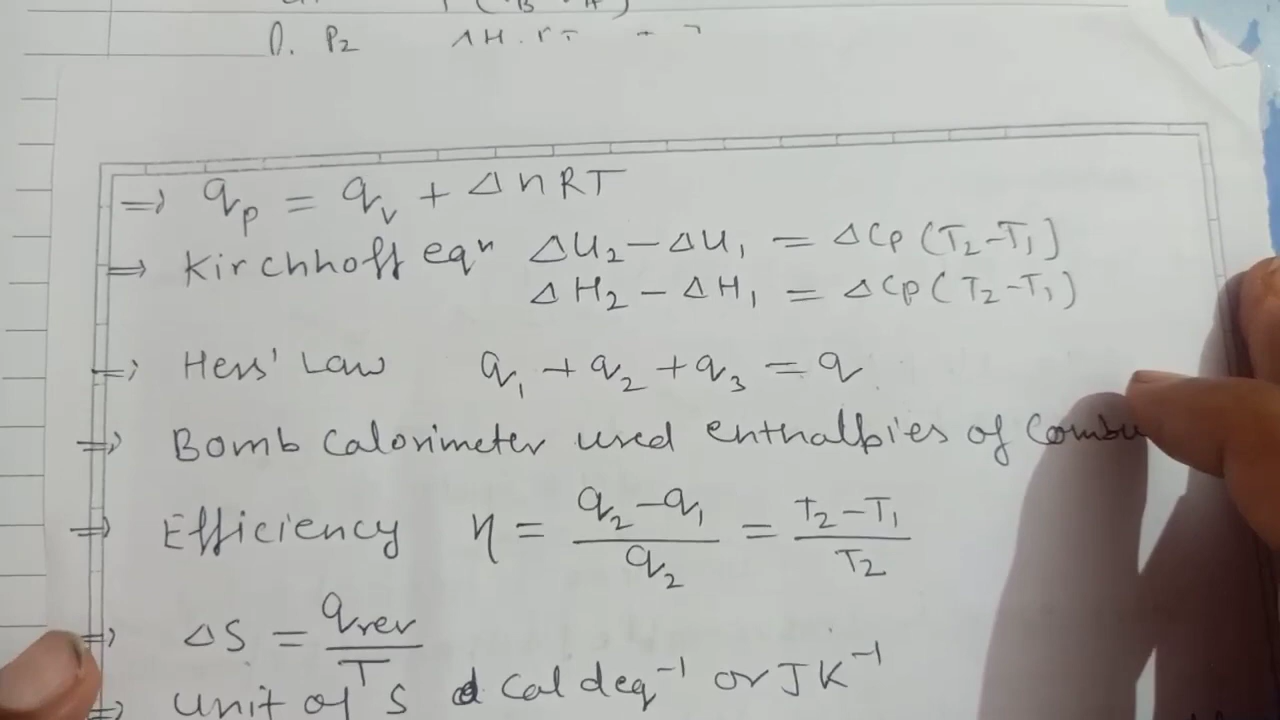 D. P2 ΔH.
⇒ qp = qv + ΔnRT
⇒ Kirchhoff eqn ΔU2 - ΔU1 = ΔCp (T2-T1)
ΔH2 - ΔH1 = ΔCp (T2-T1)
⇒ Hess' Law q1 + q2 + q3 = q
⇒ Bomb Calorimeter used enthalpies of Combu
⇒ Efficiency η = (q2 - q1)/q2 = (T2-T1)/T2
⇒ ΔS = qrev/T
⇒ Unit of S Cal deg⁻¹ or JK⁻¹